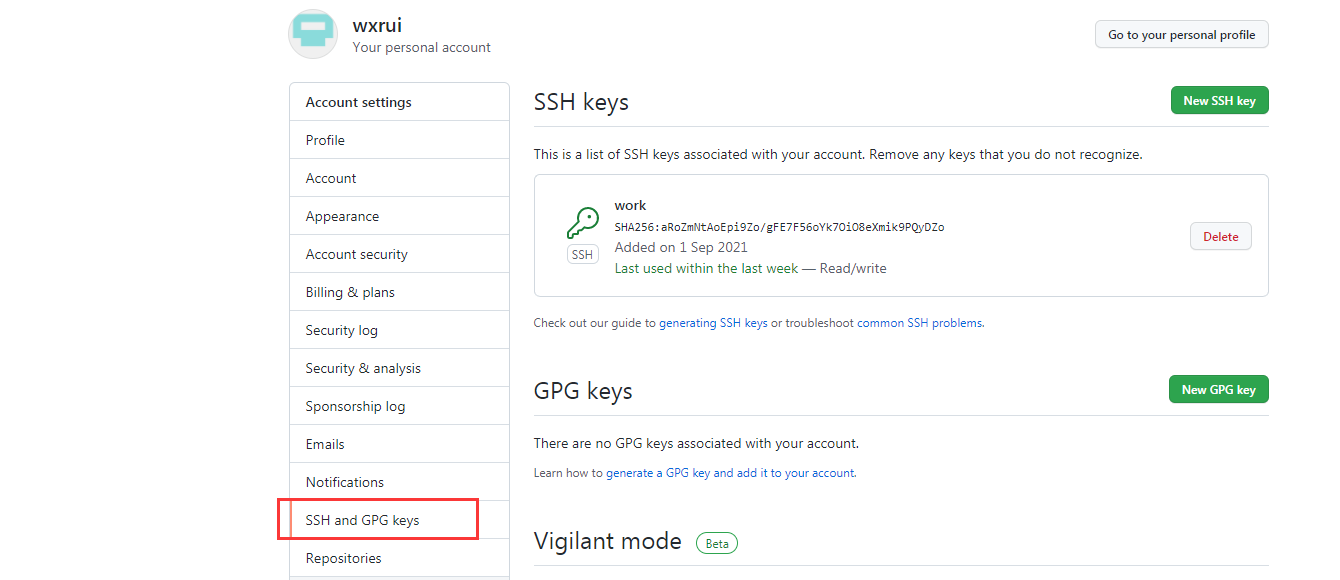 wxrui
Your personal account
Go to your personal profile
Account settings
Profile
Account
Appearance
Account security
Billing & plans
Security log
Security & analysis
Sponsorship log
Emails
Notifications
SSH and GPG keys
Repositories
SSH keys
New SSH key
This is a list of SSH keys associated with your account. Remove any keys that you do not recognize.
work
SHA256:aRoZmNtAoEpi9Zo/gFE7F56oYk7OiO8eXmik9PQyDZo
SSH
Added on 1 Sep 2021
Last used within the last week — Read/write
Delete
Check out our guide to generating SSH keys or troubleshoot common SSH problems.
GPG keys
New GPG key
There are no GPG keys associated with your account.
Learn how to generate a GPG key and add it to your account.
Vigilant mode Beta